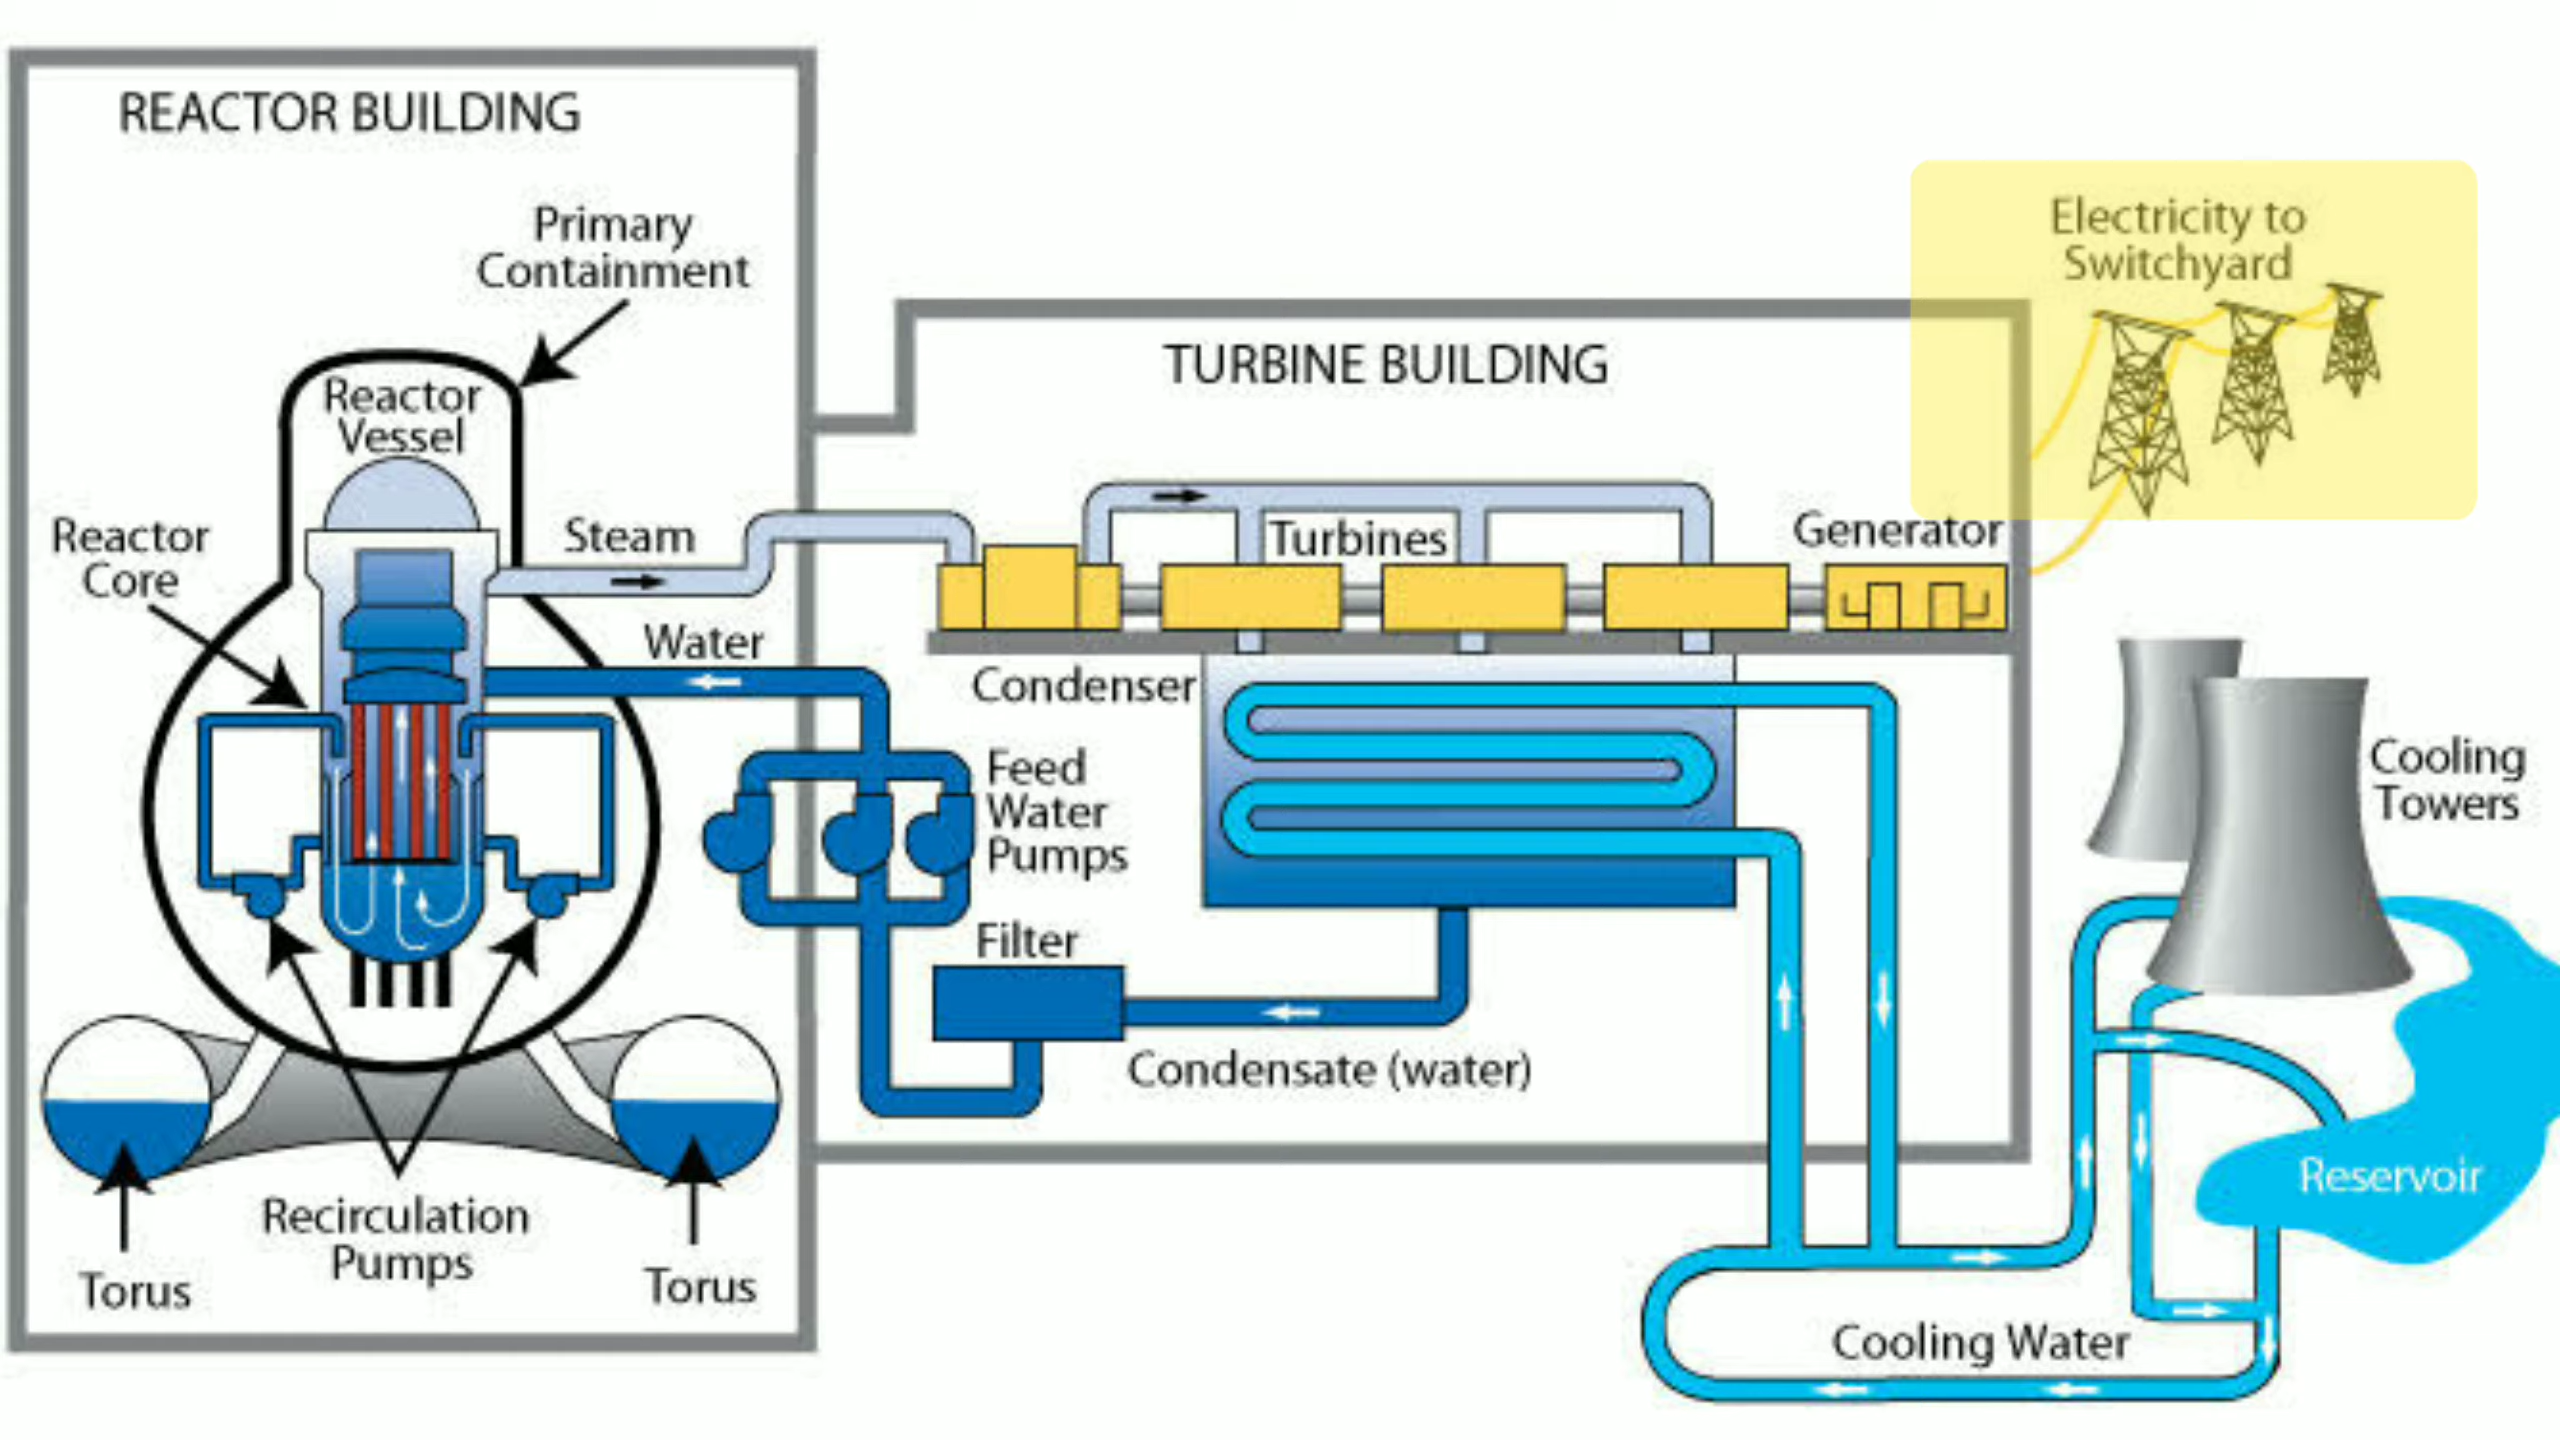 REACTOR BUILDING
Primary
Containment
Reactor
Vessel
Reactor
Core
Steam
Water
TURBINE BUILDING
Electricity to
Switchyard
Turbines
Generator
Condenser
Feed
Water
Pumps
Filter
Condensate (water)
Cooling
Towers
Reservoir
Cooling Water
Recirculation
Pumps
Torus
Torus